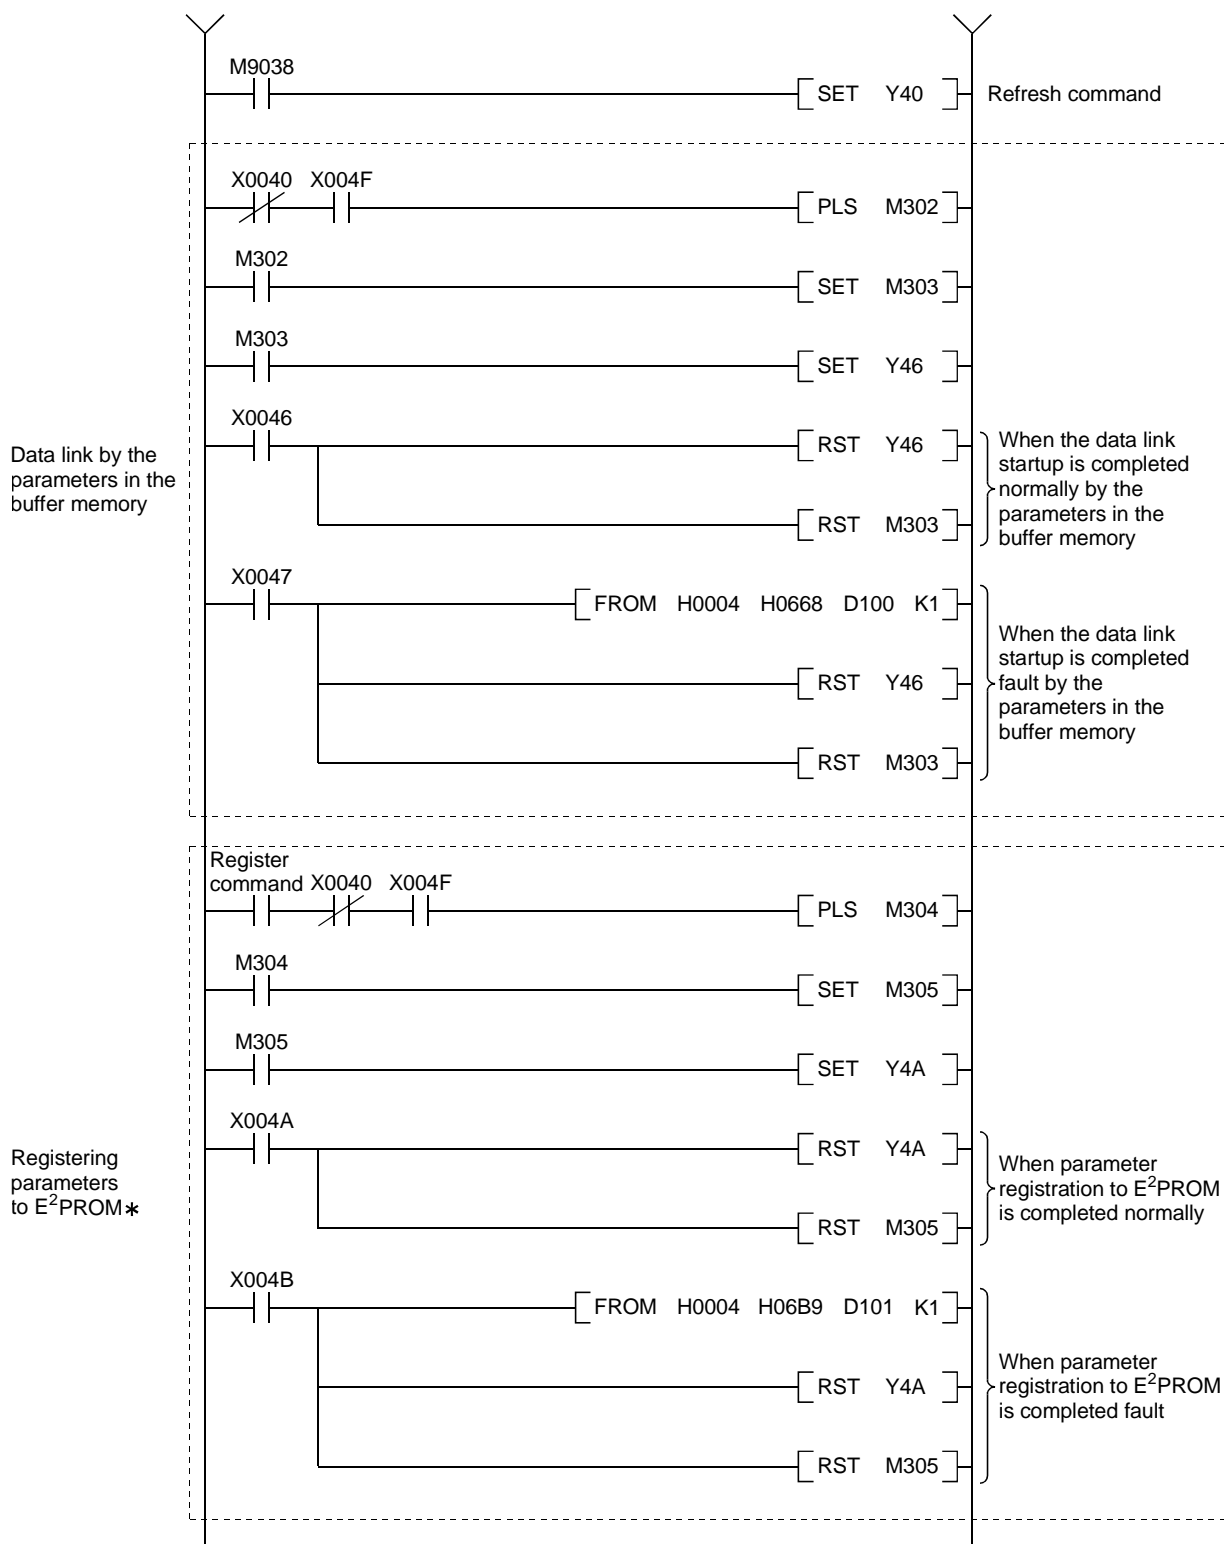 M9038
SET Y40 Refresh command
X0040 X004F
PLS M302
M302
SET M303
M303
SET Y46
X0046
RST Y46
RST M303
Data link by the
parameters in the
buffer memory
When the data link
startup is completed
normally by the
parameters in the
buffer memory
X0047
FROM H0004 H0668 D100 K1
RST Y46
RST M303
When the data link
startup is completed
fault by the
parameters in the
buffer memory
Register
command X0040 X004F
PLS M304
M304
SET M305
M305
SET Y4A
X004A
RST Y4A
RST M305
Registering
parameters
to E²PROM*
When parameter
registration to E²PROM
is completed normally
X004B
FROM H0004 H06B9 D101 K1
RST Y4A
RST M305
When parameter
registration to E²PROM
is completed fault